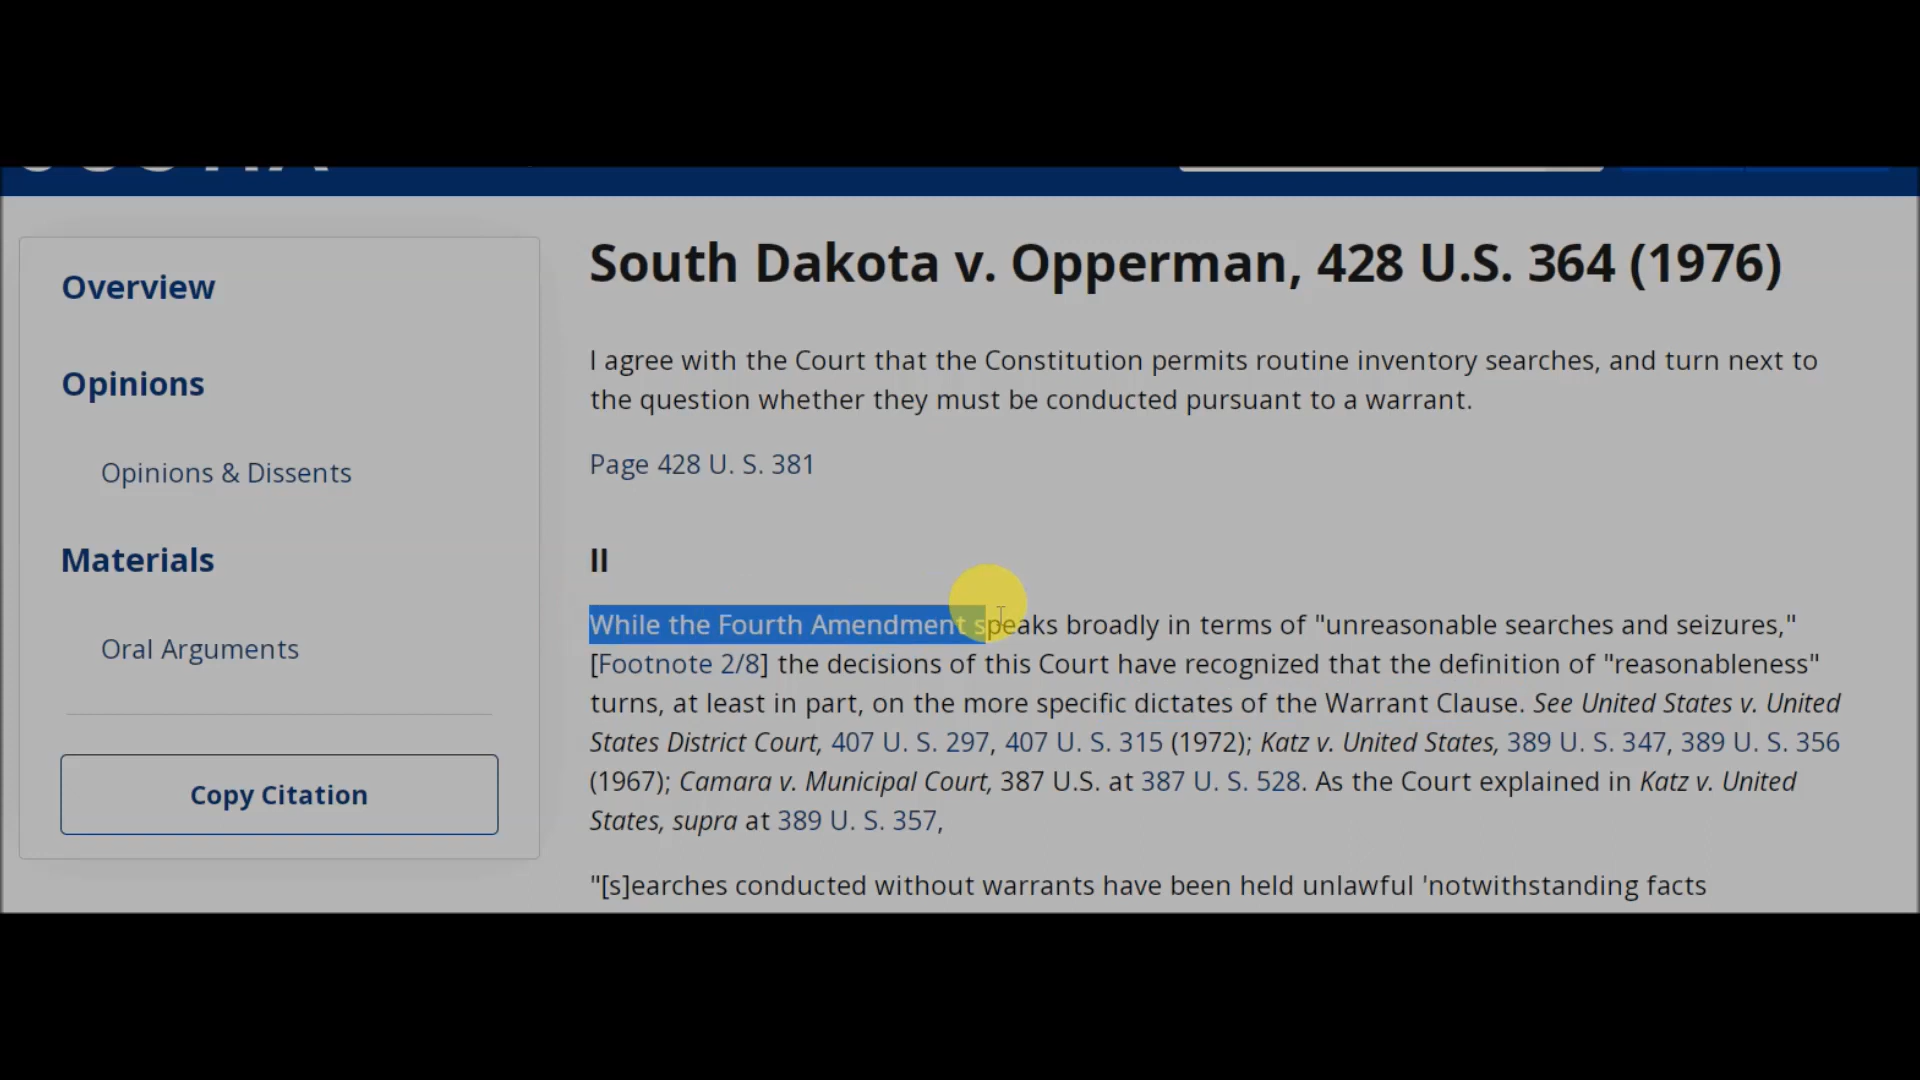 South Dakota v. Opperman, 428 U.S. 364 (1976)
Overview
Opinions
Opinions & Dissents
Materials
Oral Arguments
Copy Citation
I agree with the Court that the Constitution permits routine inventory searches, and turn next to
the question whether they must be conducted pursuant to a warrant.
Page 428 U. S. 381
II
While the Fourth Amendment speaks broadly in terms of "unreasonable searches and seizures,"
[Footnote 2/8] the decisions of this Court have recognized that the definition of "reasonableness"
turns, at least in part, on the more specific dictates of the Warrant Clause. See United States v. United
States District Court, 407 U. S. 297, 407 U. S. 315 (1972); Katz v. United States, 389 U. S. 347, 389 U. S. 356
(1967); Camara v. Municipal Court, 387 U.S. at 387 U. S. 528. As the Court explained in Katz v. United
States, supra at 389 U. S. 357,
"[s]earches conducted without warrants have been held unlawful 'notwithstanding facts